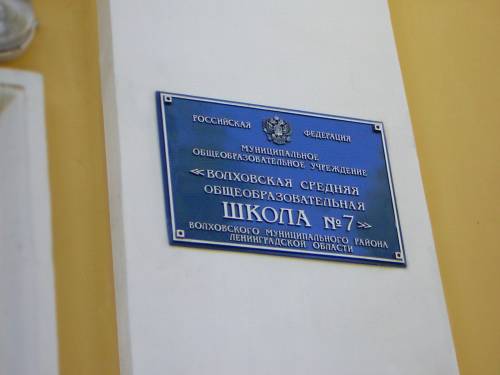 РОССИЙСКАЯ ФЕДЕРАЦИЯ
МУНИЦИПАЛЬНОЕ
ОБЩЕОБРАЗОВАТЕЛЬНОЕ УЧРЕЖДЕНИЕ
«ВОЛХОВСКАЯ СРЕДНЯЯ
ОБЩЕОБРАЗОВАТЕЛЬНАЯ
ШКОЛА №7»
ВОЛХОВСКОГО МУНИЦИПАЛЬНОГО РАЙОНА
ЛЕНИНГРАДСКОЙ ОБЛАСТИ